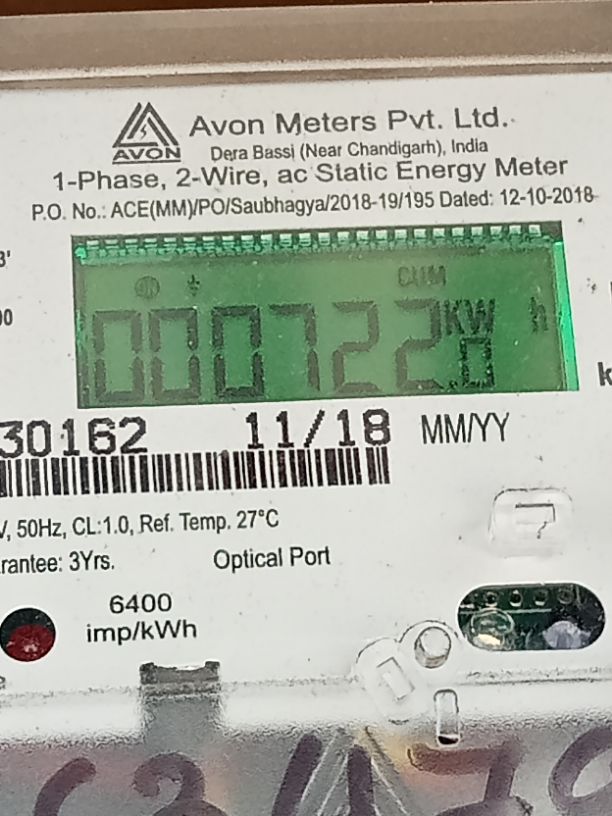 Avon Meters Pvt. Ltd.
AVON
Dera Bassi (Near Chandigarh), India
1-Phase, 2-Wire, ac Static Energy Meter
P.O. No.: ACE(MM)/PO/Saubhagya/2018-19/195 Dated: 12-10-2018
CUM
000722 KW h
30162 11/18 MM/YY
, 50Hz, CL:1.0, Ref. Temp. 27°C
3Yrs. Optical Port
6400
imp/kWh